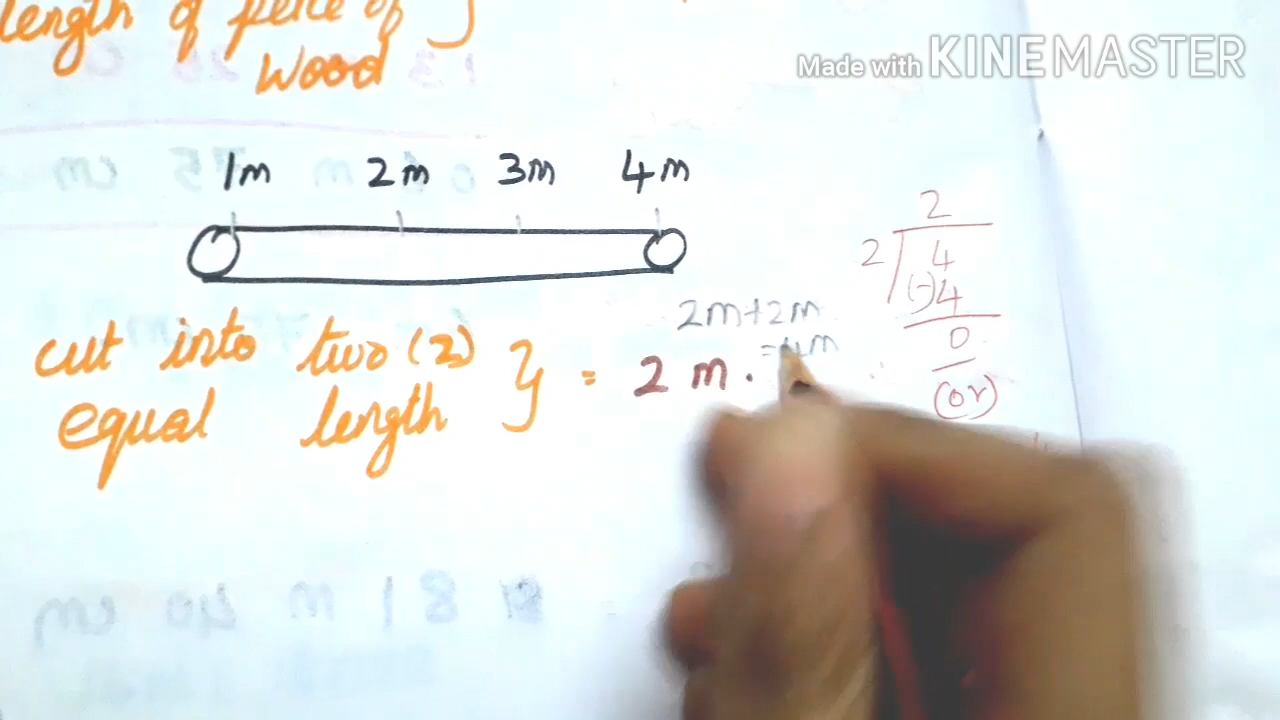 length of piece of }
Wood
Made with KINEMASTER
1m 2m 3m 4m
cut into two (2) } = 2 m.
equal length
2m+2m
=4m
2
2 4
(-)4
0
(or)